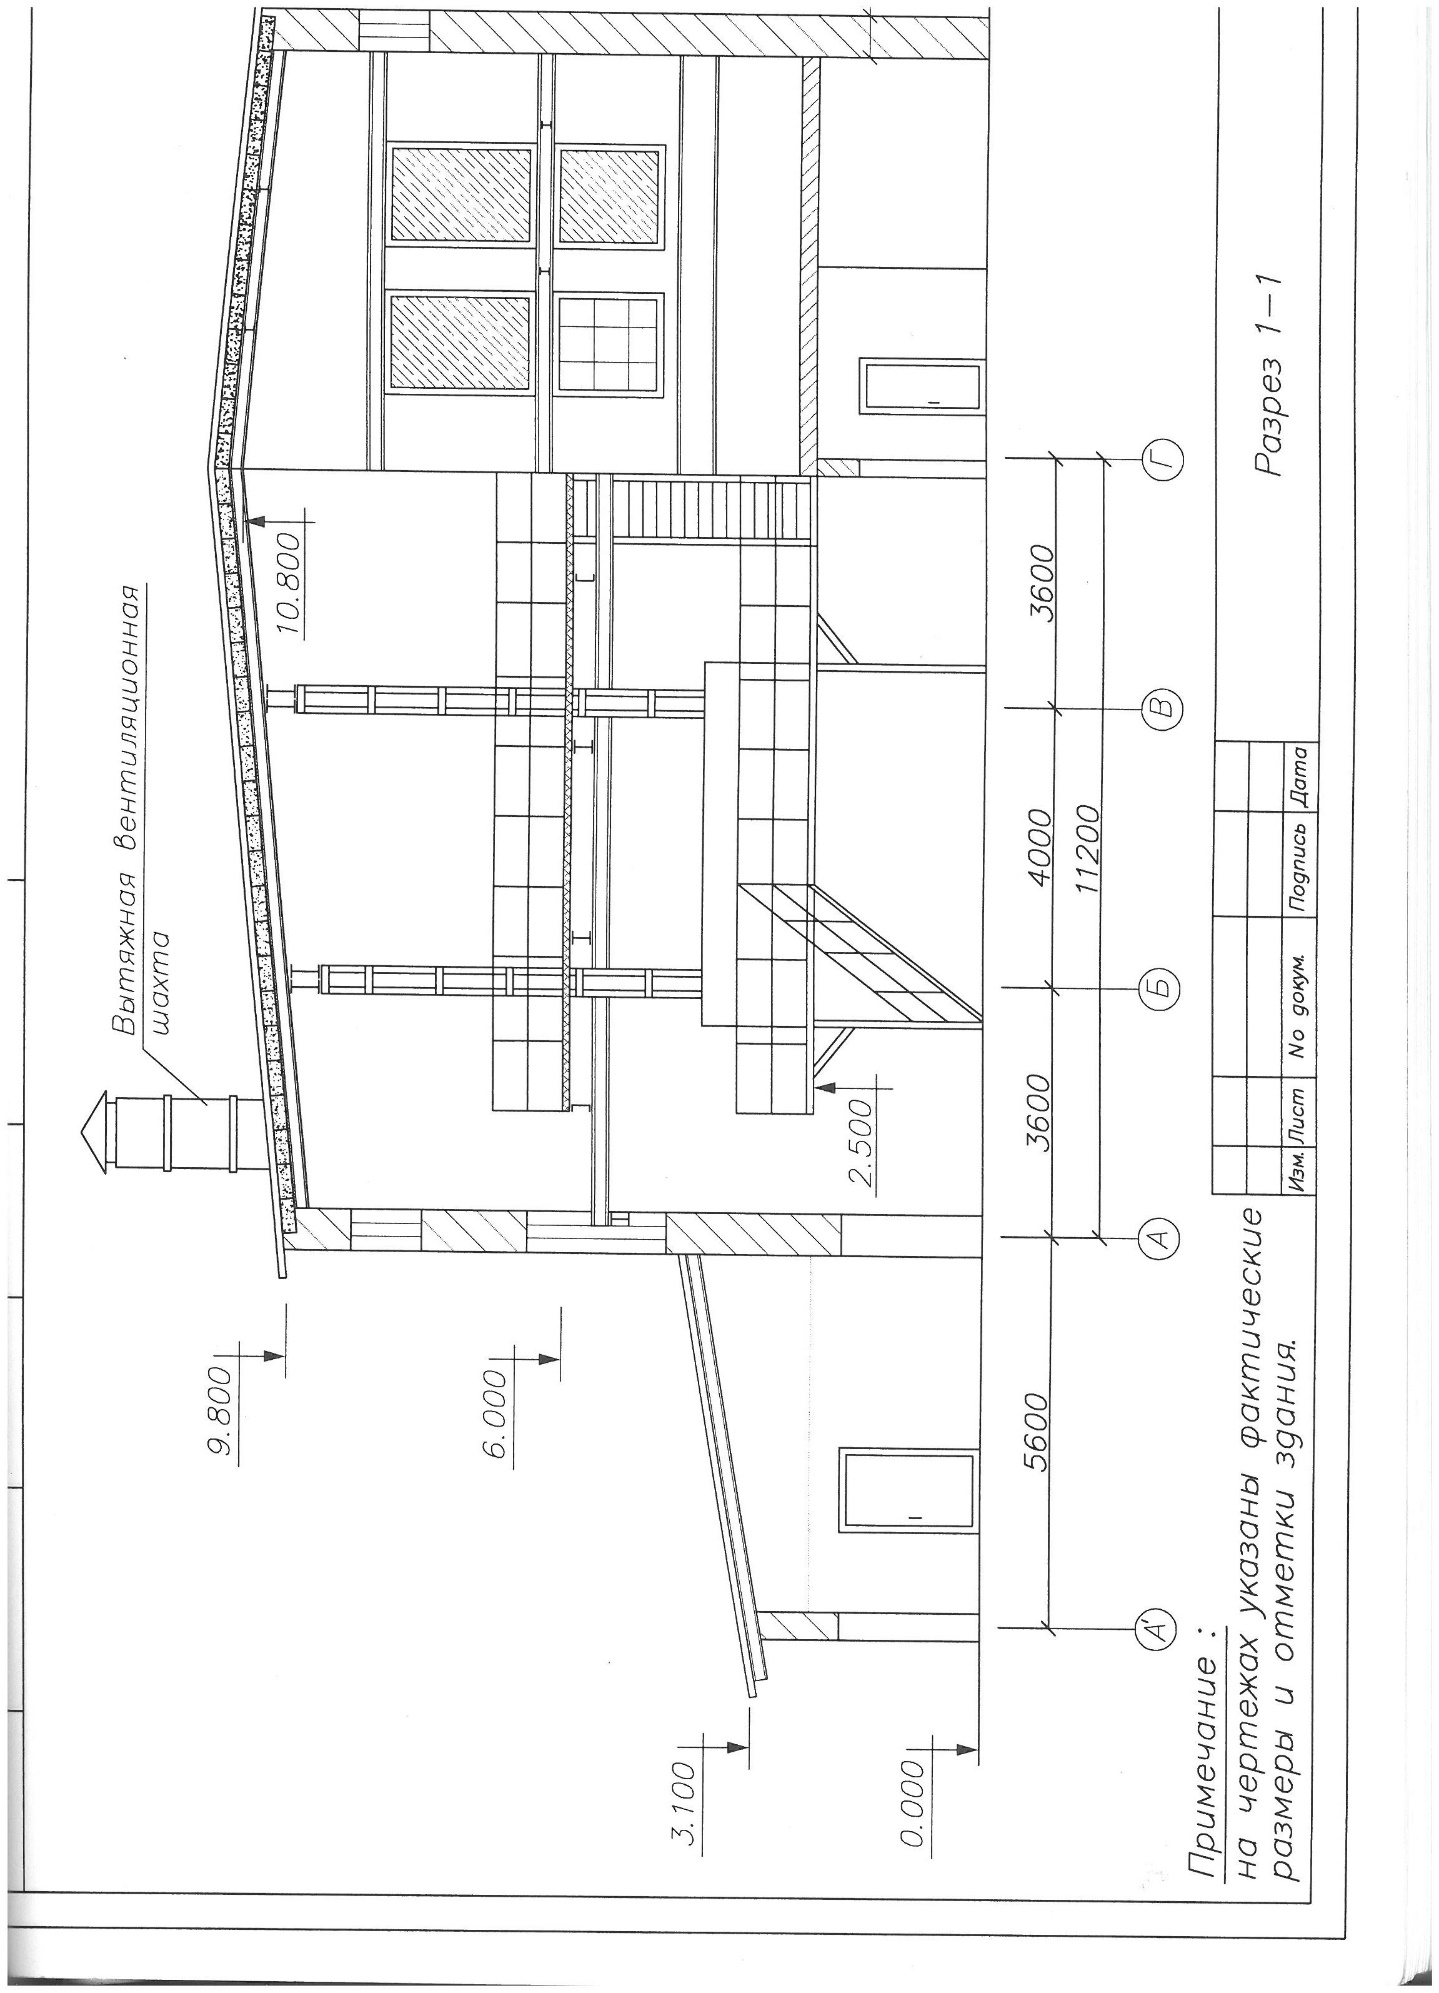 Вытяжная вентиляционная
шахта
10.800
9.800
6.000
2.500
3.100
0.000
5600
3600
4000
3600
11200
А'
А
Б
В
Г
Примечание :
на чертежах указаны фактические
размеры и отметки здания.
Изм. Лист No докум. Подпись Дата
Разрез 1-1